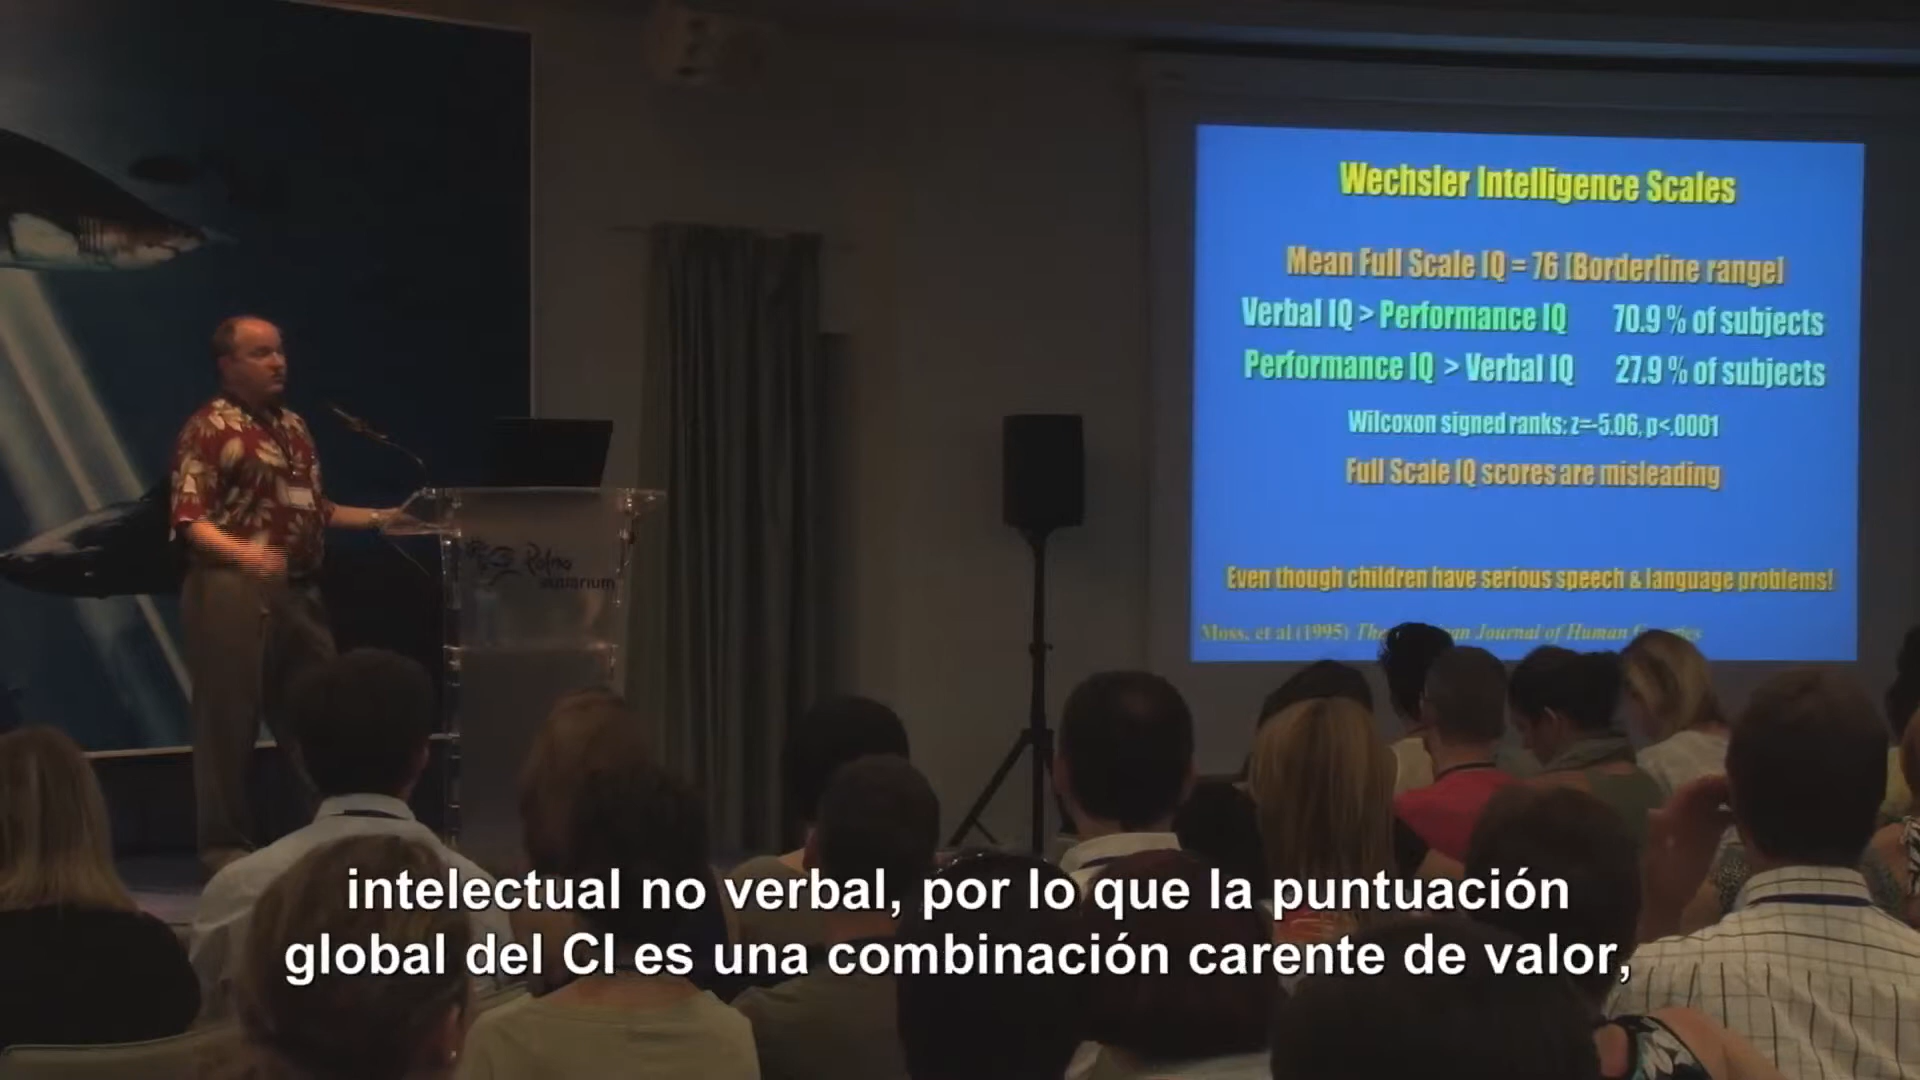 Wechsler Intelligence Scales
Mean Full Scale IQ = 76 [Borderline range]
Verbal IQ > Performance IQ 70.9 % of subjects
Performance IQ > Verbal IQ 27.9 % of subjects
Wilcoxon signed ranks: z=-5.06, p<.0001
Full Scale IQ scores are misleading
Even though children have serious speech & language problems!
Moss, et al (1995) The Journal of Human
Palma
aquarium
intelectual no verbal, por lo que la puntuación
global del CI es una combinación carente de valor,